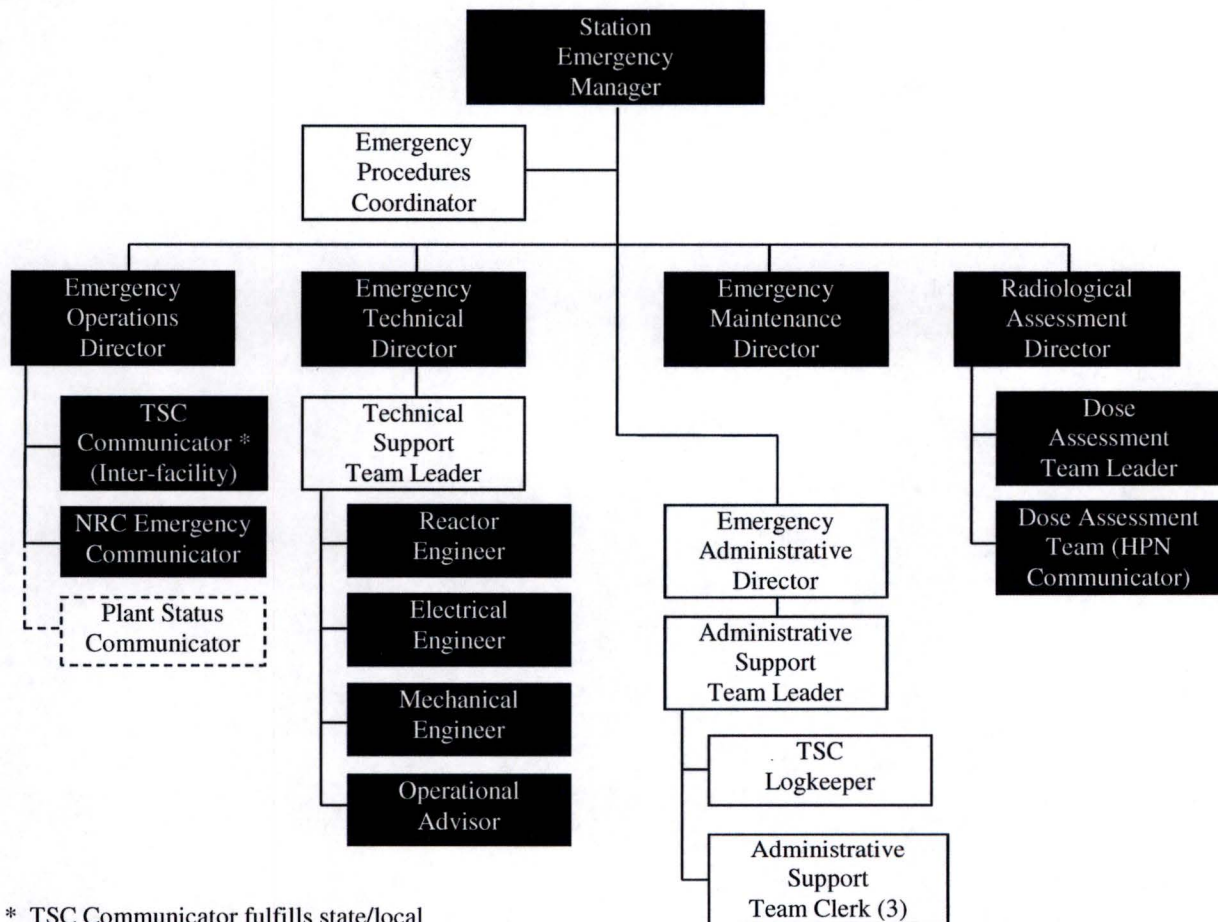 Station
Emergency
Manager
Emergency
Procedures
Coordinator
Emergency
Operations
Director
Emergency
Technical
Director
Emergency
Maintenance
Director
Radiological
Assessment
Director
TSC
Communicator *
(Inter-facility)
NRC Emergency
Communicator
Plant Status
Communicator
Technical
Support
Team Leader
Reactor
Engineer
Electrical
Engineer
Mechanical
Engineer
Operational
Advisor
Emergency
Administrative
Director
Administrative
Support
Team Leader
TSC
Logkeeper
Administrative
Support
Team Clerk (3)
Dose
Assessment
Team Leader
Dose Assessment
Team (HPN
Communicator)
* TSC Communicator fulfills state/local